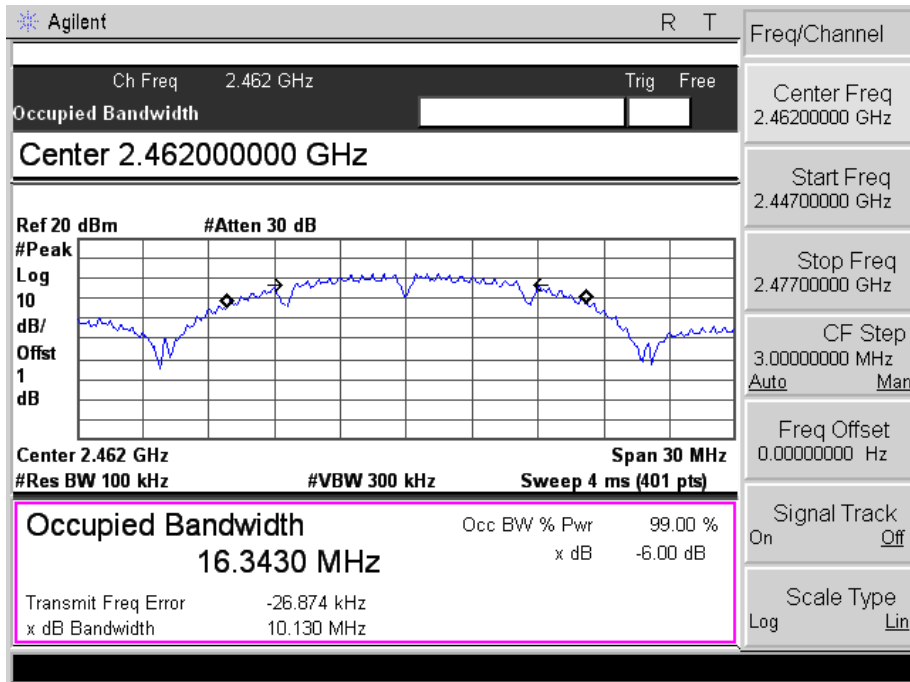 Agilent R T
Ch Freq 2.462 GHz Trig Free
Occupied Bandwidth
Center 2.462000000 GHz
Ref 20 dBm #Atten 30 dB
#Peak
Log
10
dB/
Offst
1
dB
Center 2.462 GHz Span 30 MHz
#Res BW 100 kHz #VBW 300 kHz Sweep 4 ms (401 pts)
Occupied Bandwidth Occ BW % Pwr 99.00 %
16.3430 MHz x dB -6.00 dB
Transmit Freq Error -26.874 kHz
x dB Bandwidth 10.130 MHz
Freq/Channel
Center Freq
2.46200000 GHz
Start Freq
2.44700000 GHz
Stop Freq
2.47700000 GHz
CF Step
3.00000000 MHz
Auto Man
Freq Offset
0.00000000 Hz
Signal Track
On Off
Scale Type
Log Lin